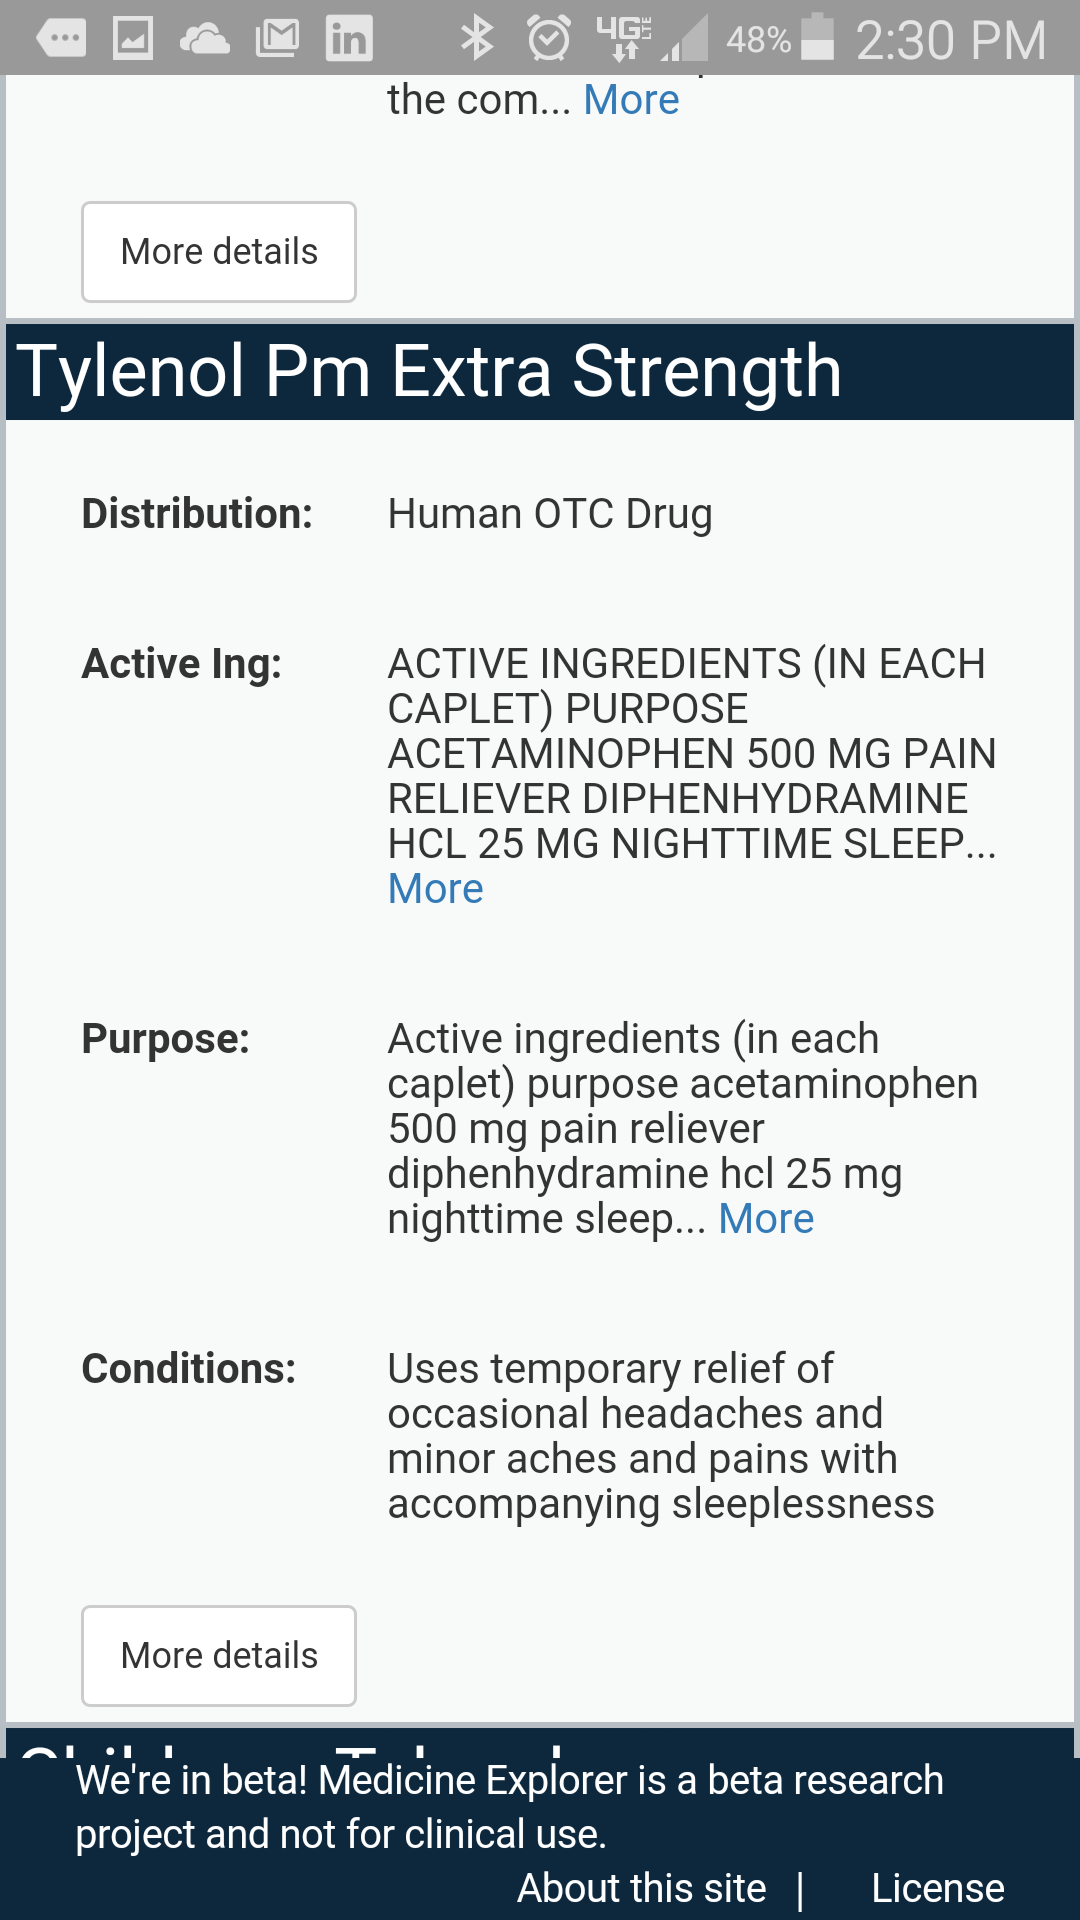 4G LTE 48% 2:30 PM
the com... More
More details
Tylenol Pm Extra Strength
Distribution: Human OTC Drug
Active Ing: ACTIVE INGREDIENTS (IN EACH
CAPLET) PURPOSE
ACETAMINOPHEN 500 MG PAIN
RELIEVER DIPHENHYDRAMINE
HCL 25 MG NIGHTTIME SLEEP...
More
Purpose: Active ingredients (in each
caplet) purpose acetaminophen
500 mg pain reliever
diphenhydramine hcl 25 mg
nighttime sleep... More
Conditions: Uses temporary relief of
occasional headaches and
minor aches and pains with
accompanying sleeplessness
More details
We're in beta! Medicine Explorer is a beta research
project and not for clinical use.
About this site | License